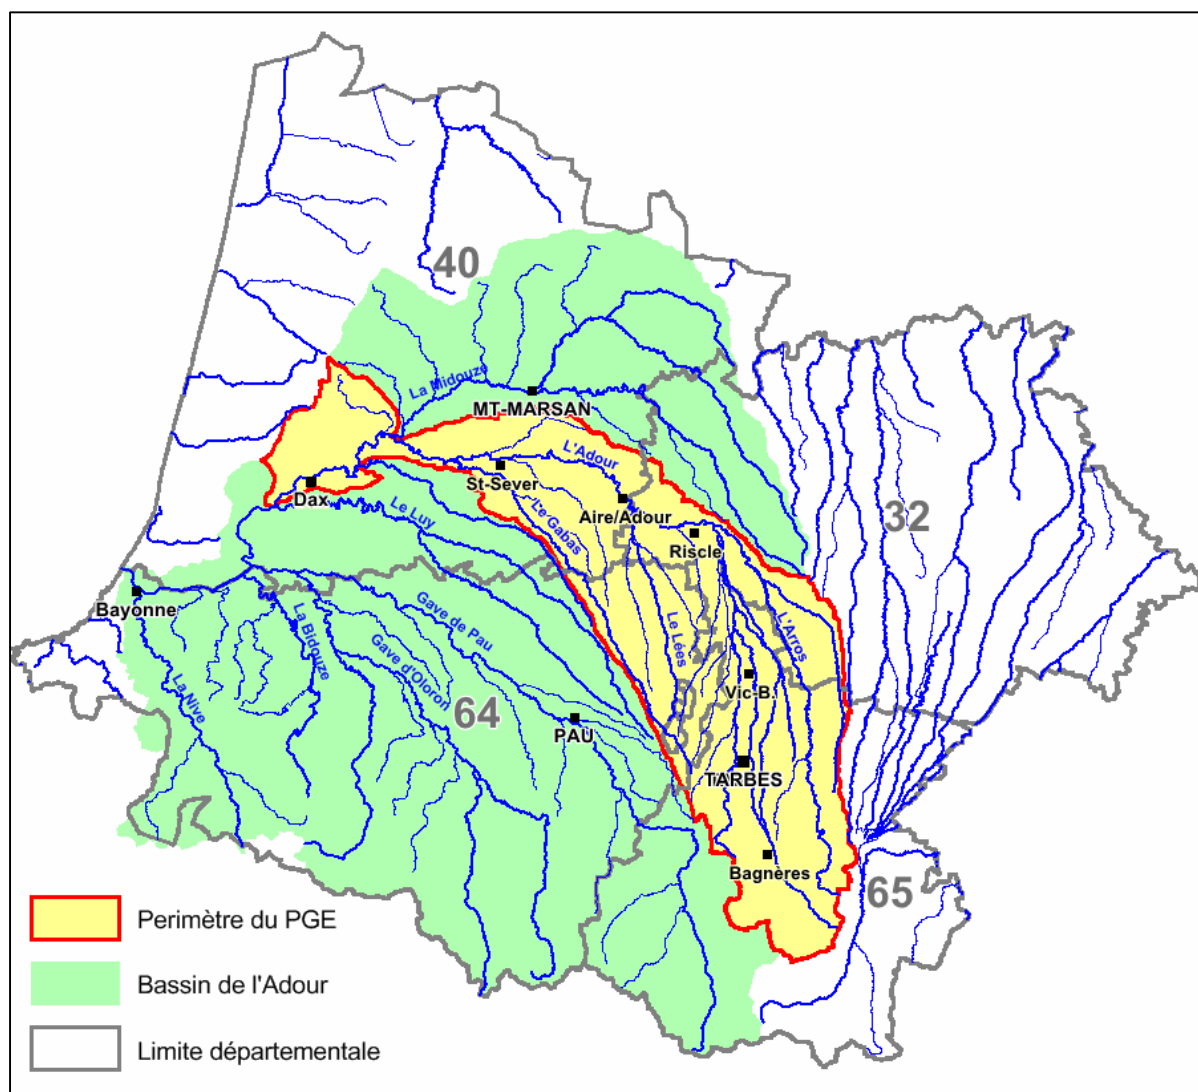 40
La Midouze
MT-MARSAN
L'Adour
St-Sever
Dax
Le Luy
Aire/Adour
Le Gabas
Riscle
32
Bayonne
Gave de Pau
La Bidouze
Gave d'Oloron
Le Lées
L'Arros
La Nive
64
Vic-B.
PAU
TARBES
Bagnères
65
Perimètre du PGE
Bassin de l'Adour
Limite départementale